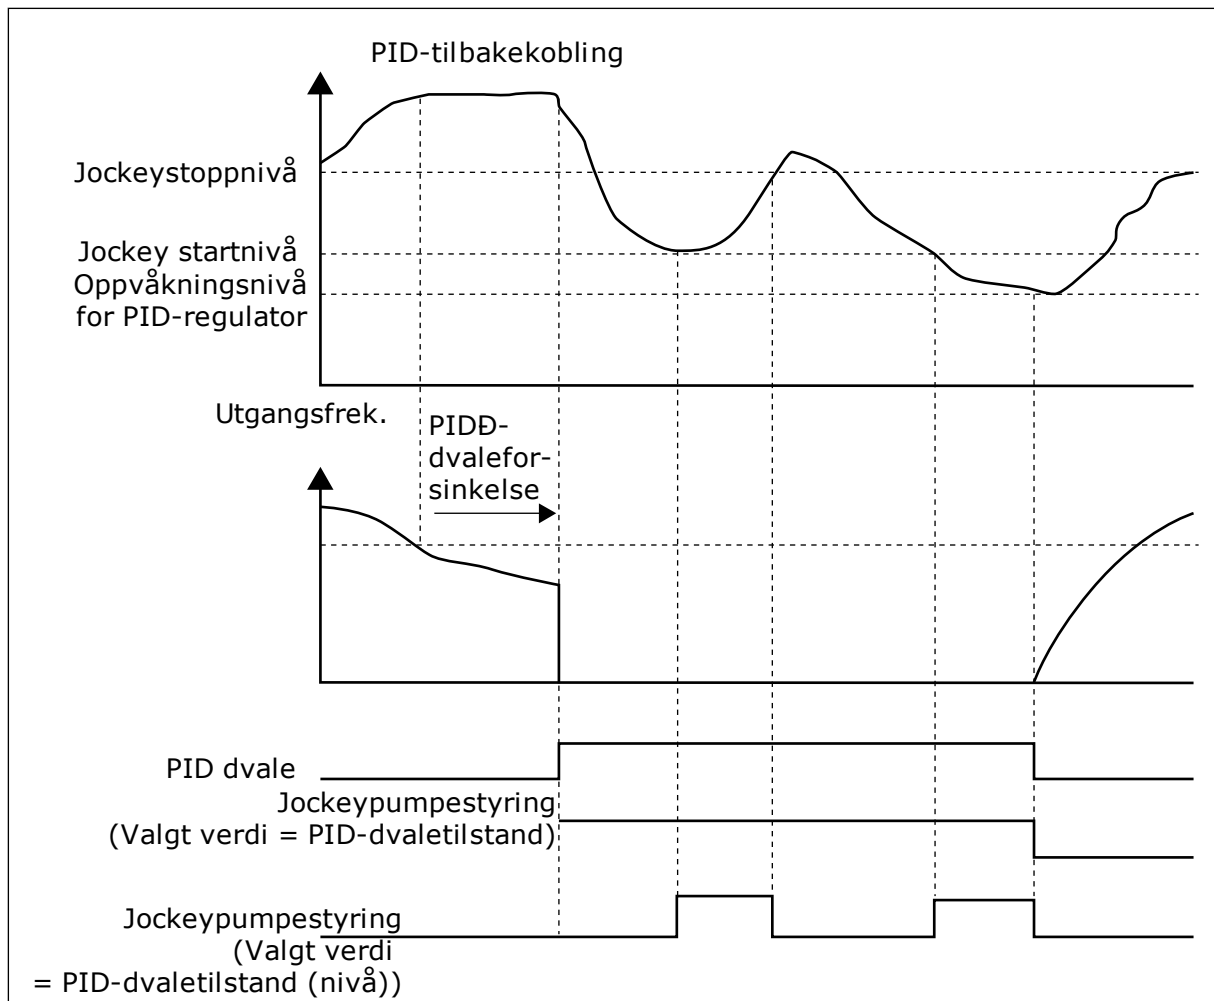 PID-tilbakekobling
Jockeystoppnivå
Jockey startnivå
Oppvåkningsnivå
for PID-regulator
Utgangsfrek.
PIDĐ-
dvalefor-
sinkelse
PID dvale
Jockeypumpestyring
(Valgt verdi = PID-dvaletilstand)
Jockeypumpestyring
(Valgt verdi
= PID-dvaletilstand (nivå))